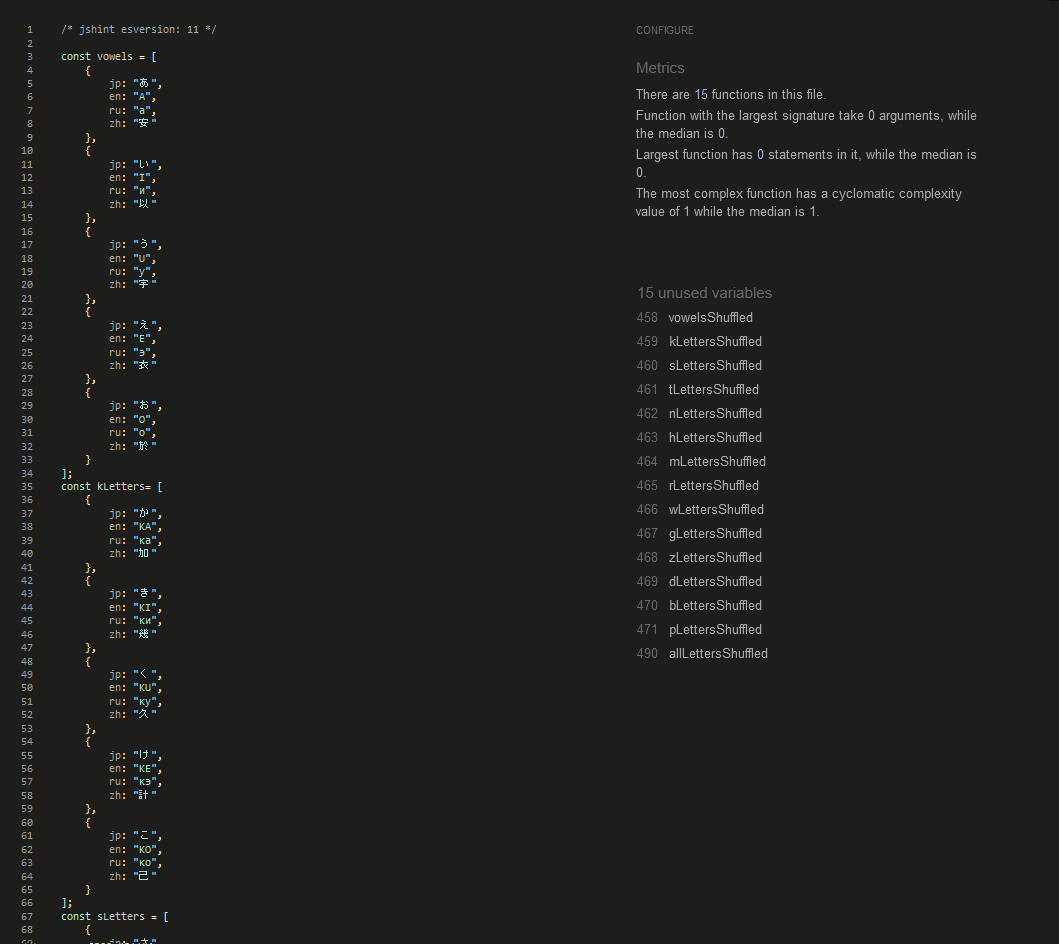 1 /* jshint esversion: 11 */
2
3 const vowels = [
4 {
5 jp: "あ",
6 en: "A",
7 ru: "а",
8 zh: "安"
9 },
10 {
11 jp: "い",
12 en: "I",
13 ru: "и",
14 zh: "以"
15 },
16 {
17 jp: "う",
18 en: "U",
19 ru: "у",
20 zh: "宇"
21 },
22 {
23 jp: "え",
24 en: "E",
25 ru: "э",
26 zh: "衣"
27 },
28 {
29 jp: "お",
30 en: "O",
31 ru: "о",
32 zh: "於"
33 }
34 ];
35 const kLetters= [
36 {
37 jp: "か",
38 en: "KA",
39 ru: "ка",
40 zh: "加"
41 },
42 {
43 jp: "き",
44 en: "KI",
45 ru: "ки",
46 zh: "幾"
47 },
48 {
49 jp: "く",
50 en: "KU",
51 ru: "ку",
52 zh: "久"
53 },
54 {
55 jp: "け",
56 en: "KE",
57 ru: "кэ",
58 zh: "計"
59 },
60 {
61 jp: "こ",
62 en: "KO",
63 ru: "ко",
64 zh: "己"
65 }
66 ];
67 const sLetters = [
68 {
69 jp: "さ"
CONFIGURE
Metrics
There are 15 functions in this file.
Function with the largest signature take 0 arguments, while
the median is 0.
Largest function has 0 statements in it, while the median is
0.
The most complex function has a cyclomatic complexity
value of 1 while the median is 1.
15 unused variables
458 vowelsShuffled
459 kLettersShuffled
460 sLettersShuffled
461 tLettersShuffled
462 nLettersShuffled
463 hLettersShuffled
464 mLettersShuffled
465 rLettersShuffled
466 wLettersShuffled
467 gLettersShuffled
468 zLettersShuffled
469 dLettersShuffled
470 bLettersShuffled
471 pLettersShuffled
490 allLettersShuffled